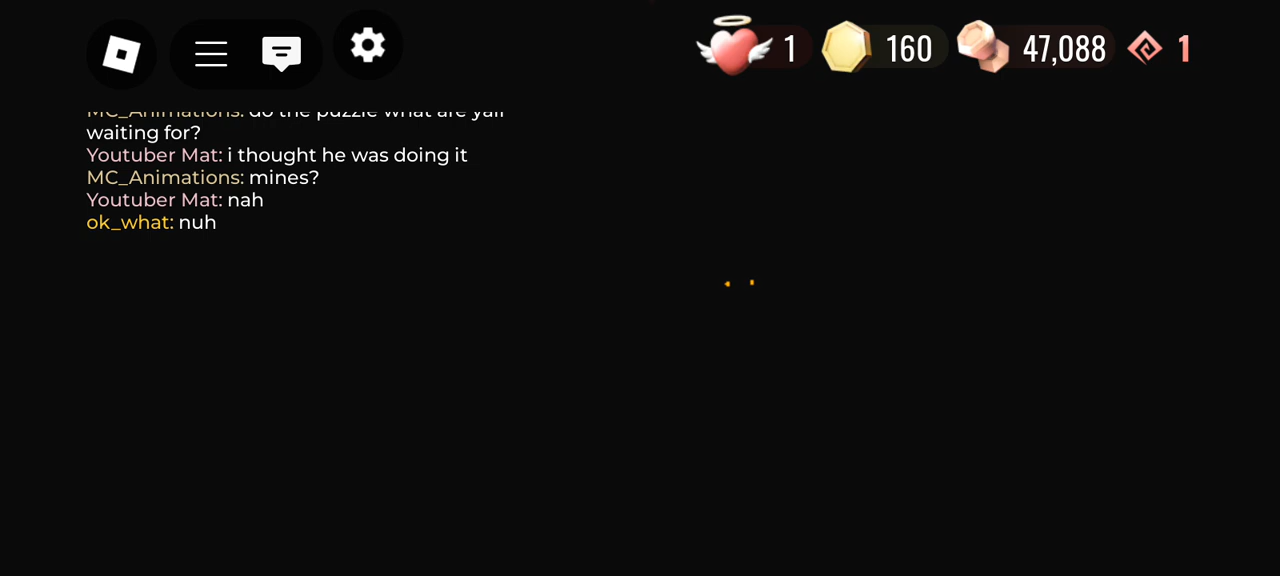 1 160 47,088 1
MC_Animations: do the puzzle what are yall
waiting for?
Youtuber Mat: i thought he was doing it
MC_Animations: mines?
Youtuber Mat: nah
ok_what: nuh